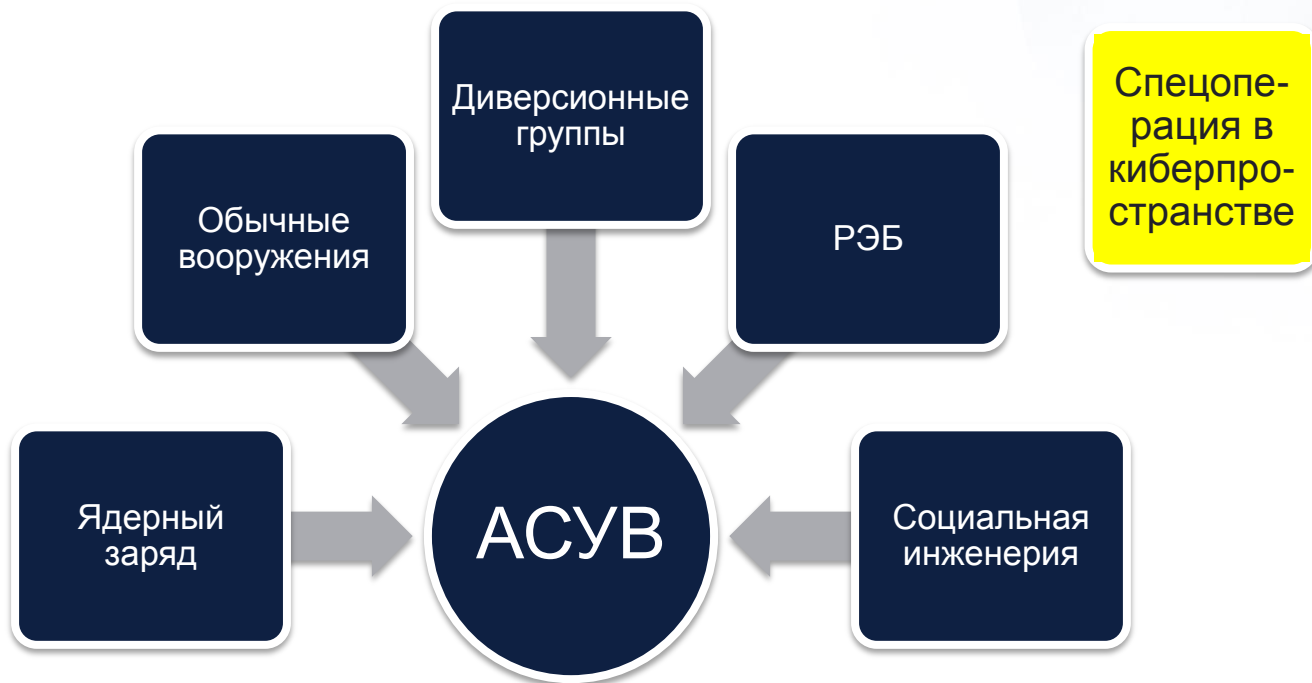 Диверсионные
группы
Спецопе-
рация в
киберпро-
странстве
Обычные
вооружения
РЭБ
Ядерный
заряд
АСУВ
Социальная
инженерия